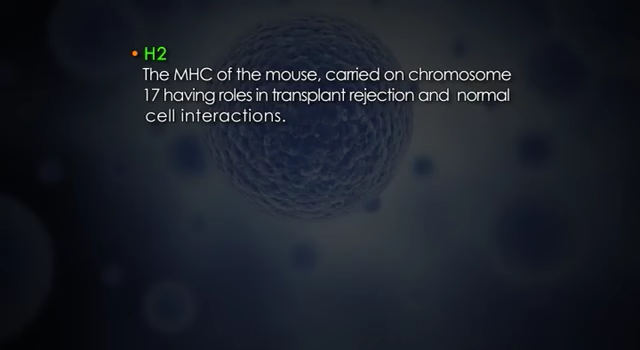 • H2
The MHC of the mouse, carried on chromosome
17 having roles in transplant rejection and normal
cell interactions.